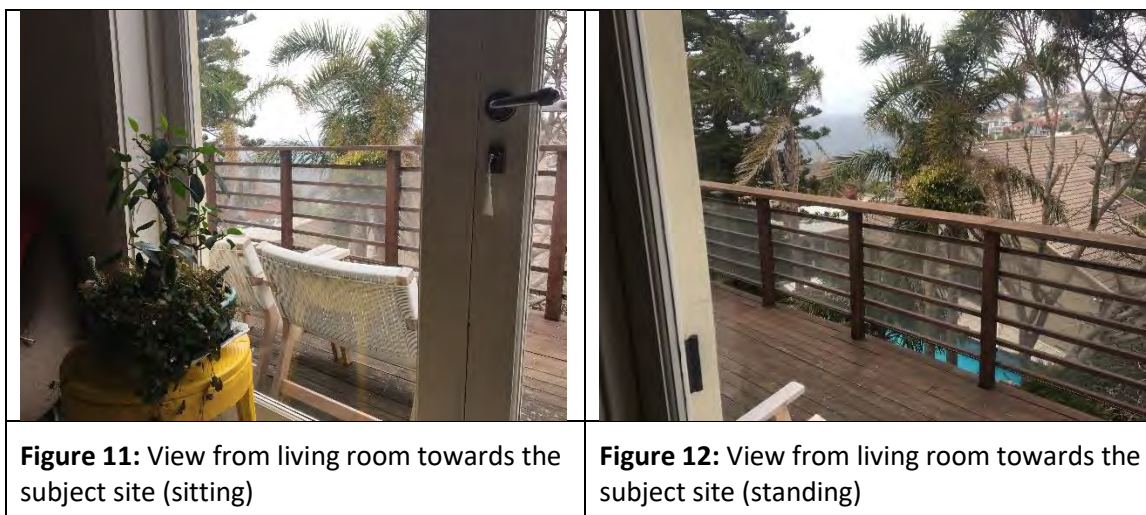 Figure 11: View from living room towards the
subject site (sitting)
Figure 12: View from living room towards the
subject site (standing)